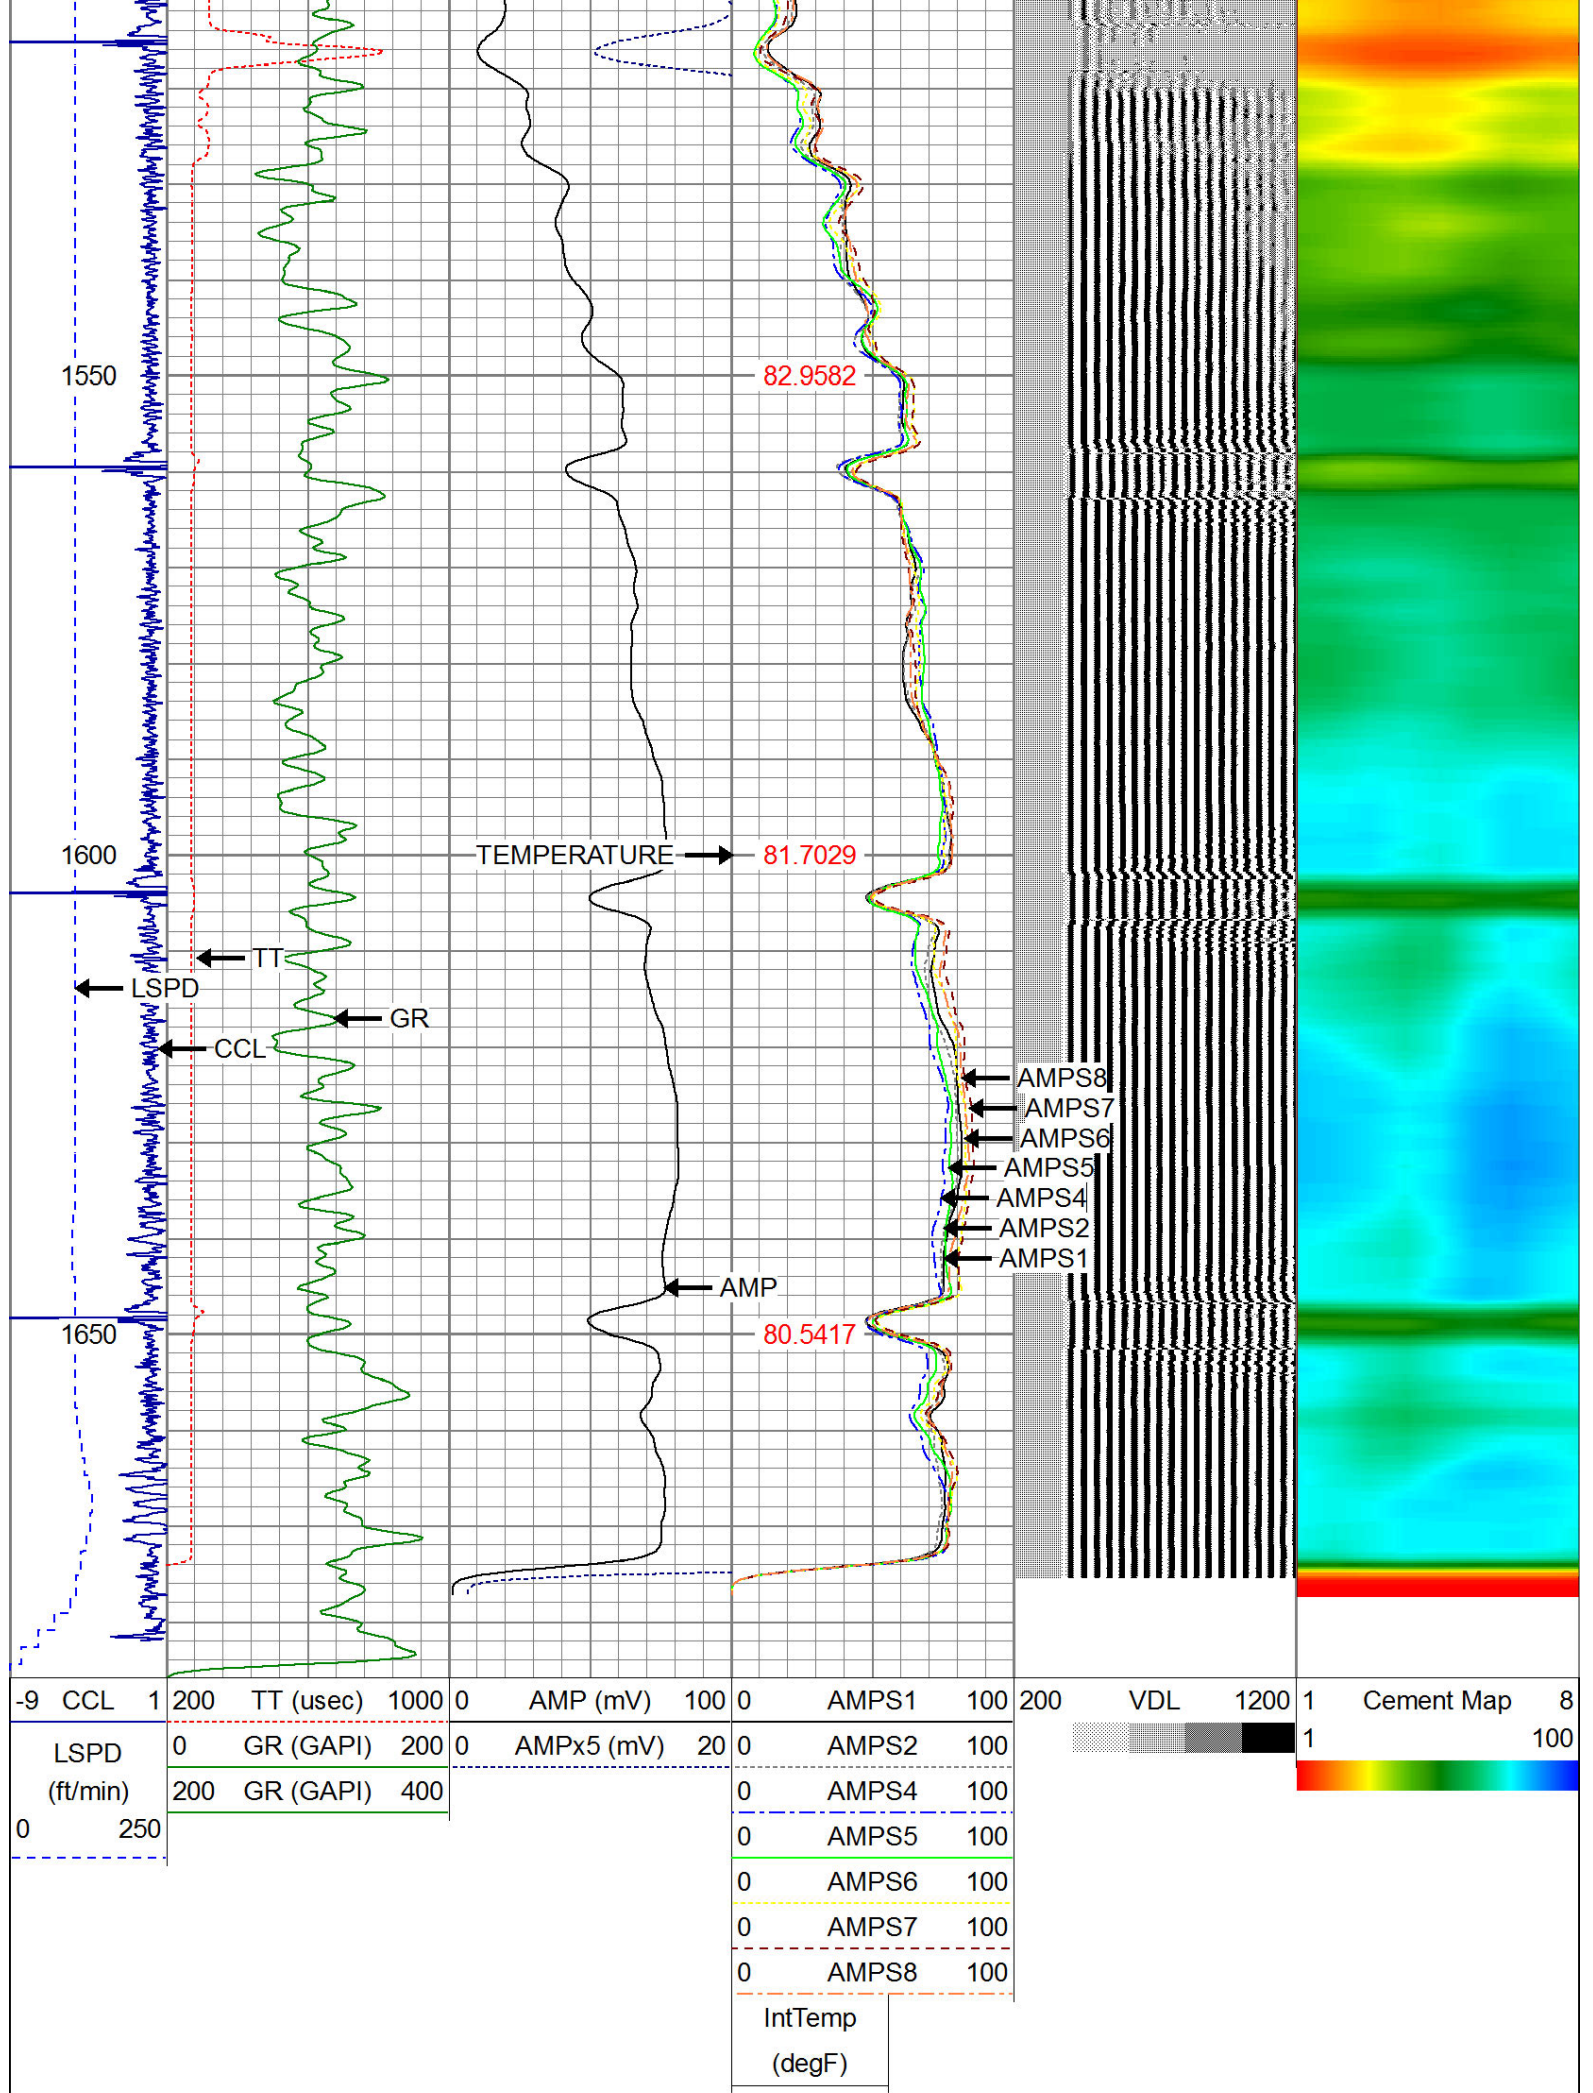 1550
82.9582
TEMPERATURE
1600
81.7029
TT
LSPD
GR
CCL
AMPS8
AMPS7
AMPS6
AMPS5
AMPS4
AMPS2
AMPS1
AMP
1650
80.5417
-9 CCL 1
200 TT (usec) 1000
0 AMP (mV) 100
0 AMPS1 100
200 VDL 1200
1 Cement Map 8
LSPD
(ft/min)
0 250
0 GR (GAPI) 200
200 GR (GAPI) 400
0 AMPx5 (mV) 20
0 AMPS2 100
0 AMPS4 100
0 AMPS5 100
0 AMPS6 100
0 AMPS7 100
0 AMPS8 100
IntTemp
(degF)
1 100